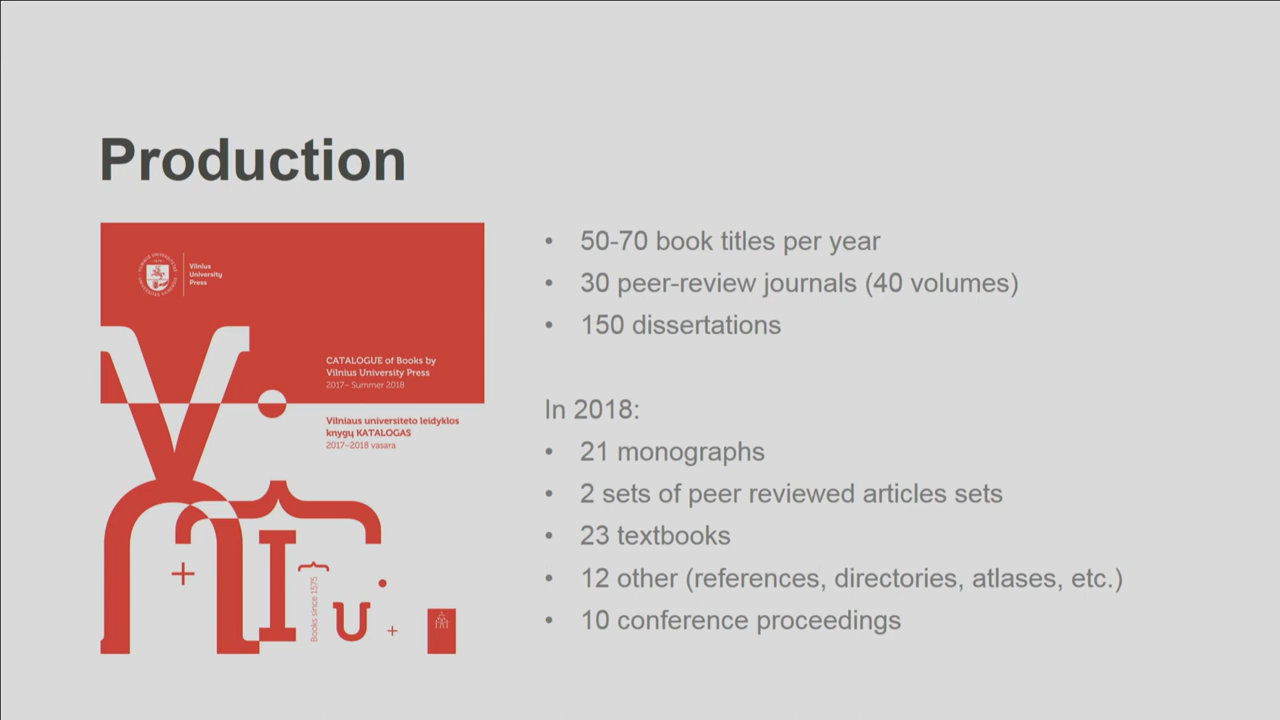 Production
Vilnius
University
Press
CATALOGUE of Books by
Vilnius University Press
2017– Summer 2018
Vilniaus universiteto leidyklos
knygų KATALOGAS
2017–2018 vasara
Books since 1575
• 50-70 book titles per year
• 30 peer-review journals (40 volumes)
• 150 dissertations
In 2018:
• 21 monographs
• 2 sets of peer reviewed articles sets
• 23 textbooks
• 12 other (references, directories, atlases, etc.)
• 10 conference proceedings